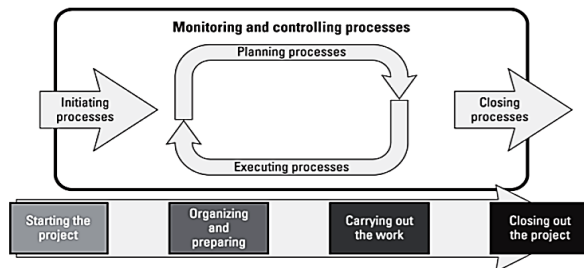 Monitoring and controlling processes
Planning processes
Initiating
processes
Closing
processes
Executing processes
Starting the
project
Organizing
and
preparing
Carrying out
the work
Closing out
the project